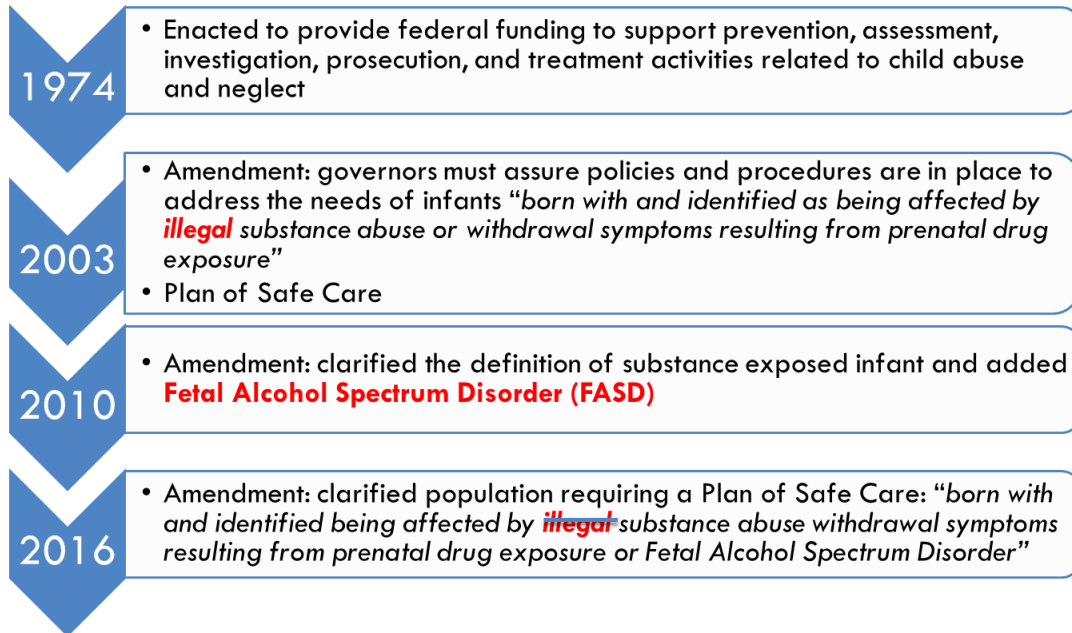 1974
• Enacted to provide federal funding to support prevention, assessment,
investigation, prosecution, and treatment activities related to child abuse
and neglect
2003
• Amendment: governors must assure policies and procedures are in place to
address the needs of infants “born with and identified as being affected by
illegal substance abuse or withdrawal symptoms resulting from prenatal drug
exposure”
• Plan of Safe Care
2010
• Amendment: clarified the definition of substance exposed infant and added
Fetal Alcohol Spectrum Disorder (FASD)
2016
• Amendment: clarified population requiring a Plan of Safe Care: “born with
and identified being affected by illegal substance abuse withdrawal symptoms
resulting from prenatal drug exposure or Fetal Alcohol Spectrum Disorder”